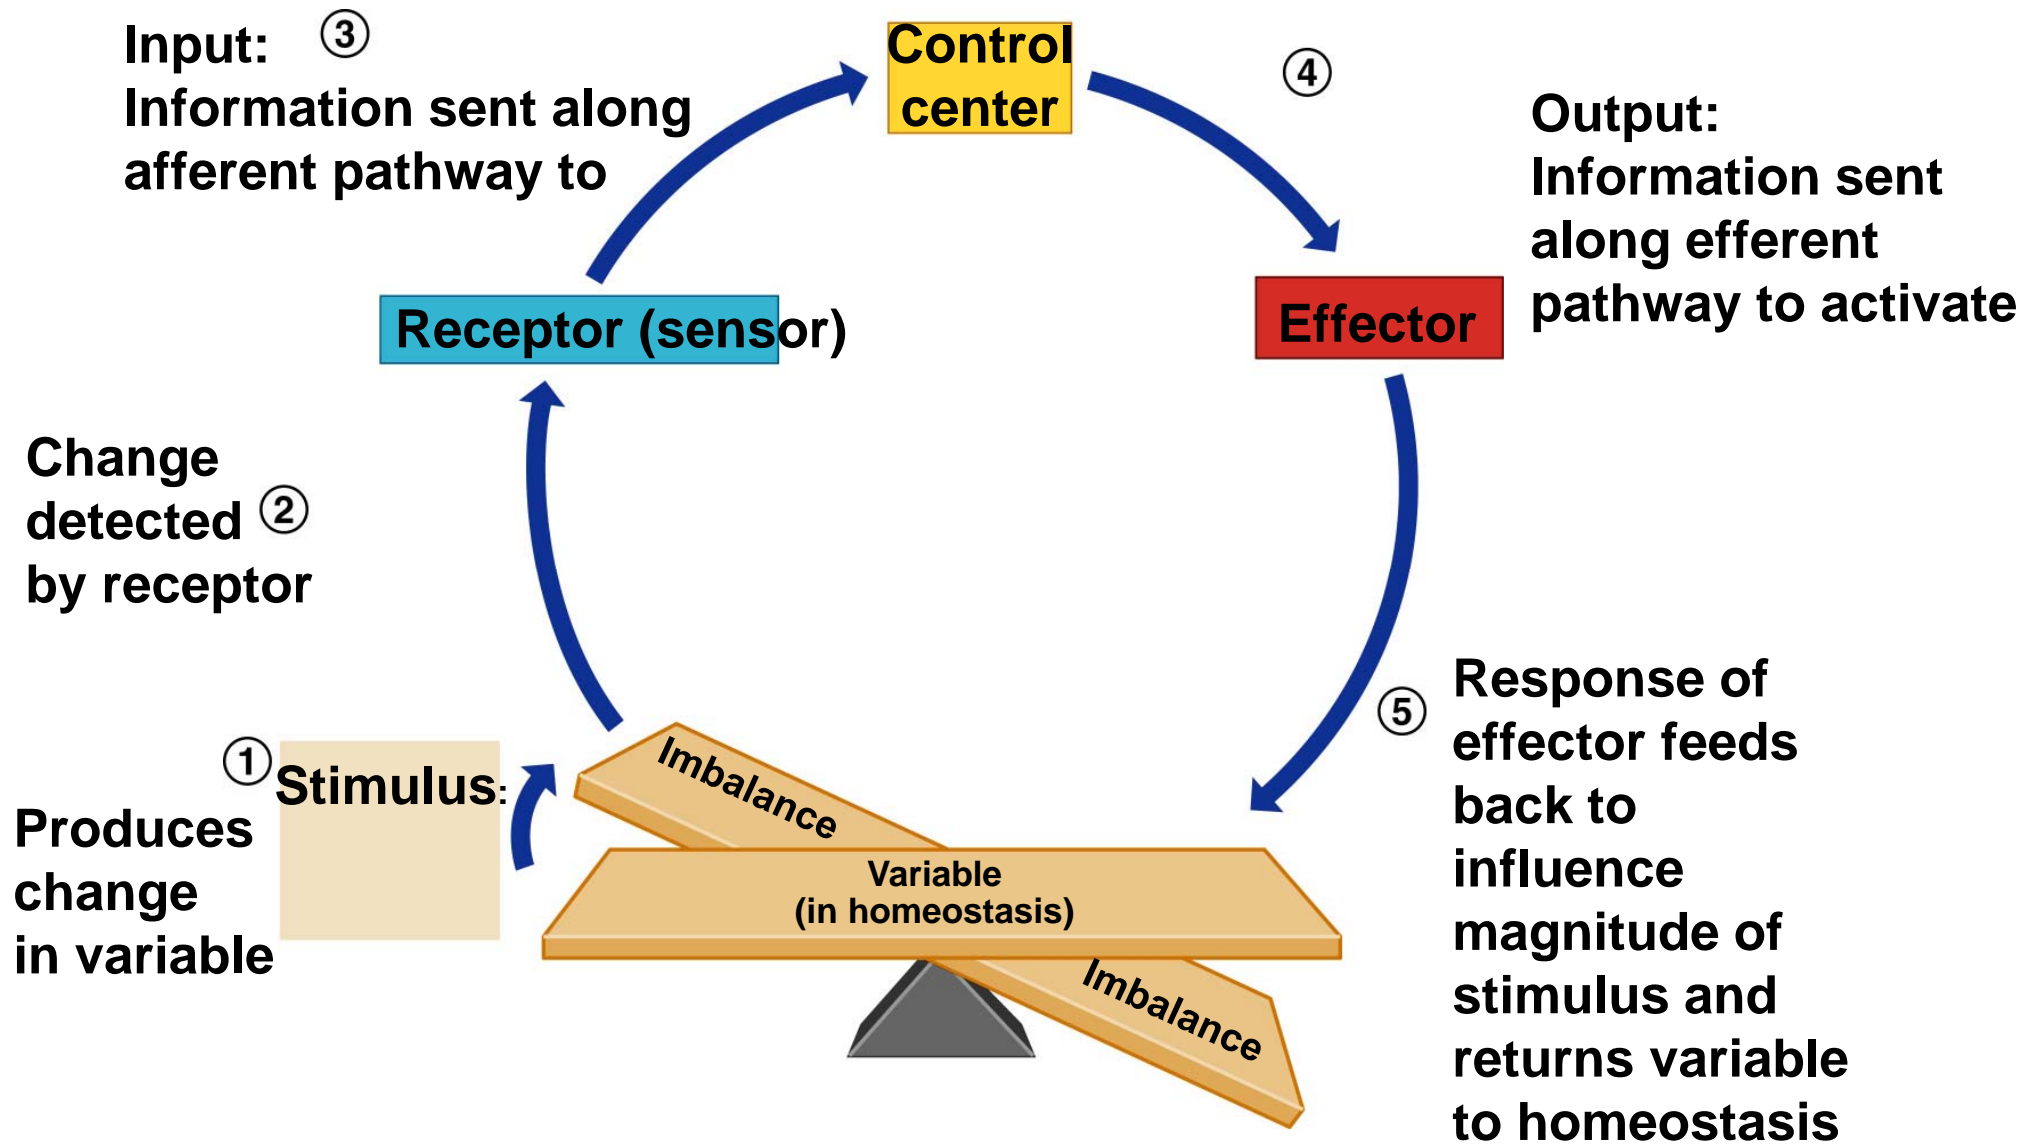 ①
Stimulus:
Produces
change
in variable
Change
detected ②
by receptor
Receptor (sensor)
Input: ③
Information sent along
afferent pathway to
Control
center
④
Output:
Information sent
along efferent
pathway to activate
Effector
⑤
Response of
effector feeds
back to
influence
magnitude of
stimulus and
returns variable
to homeostasis
Imbalance
Variable
(in homeostasis)
Imbalance